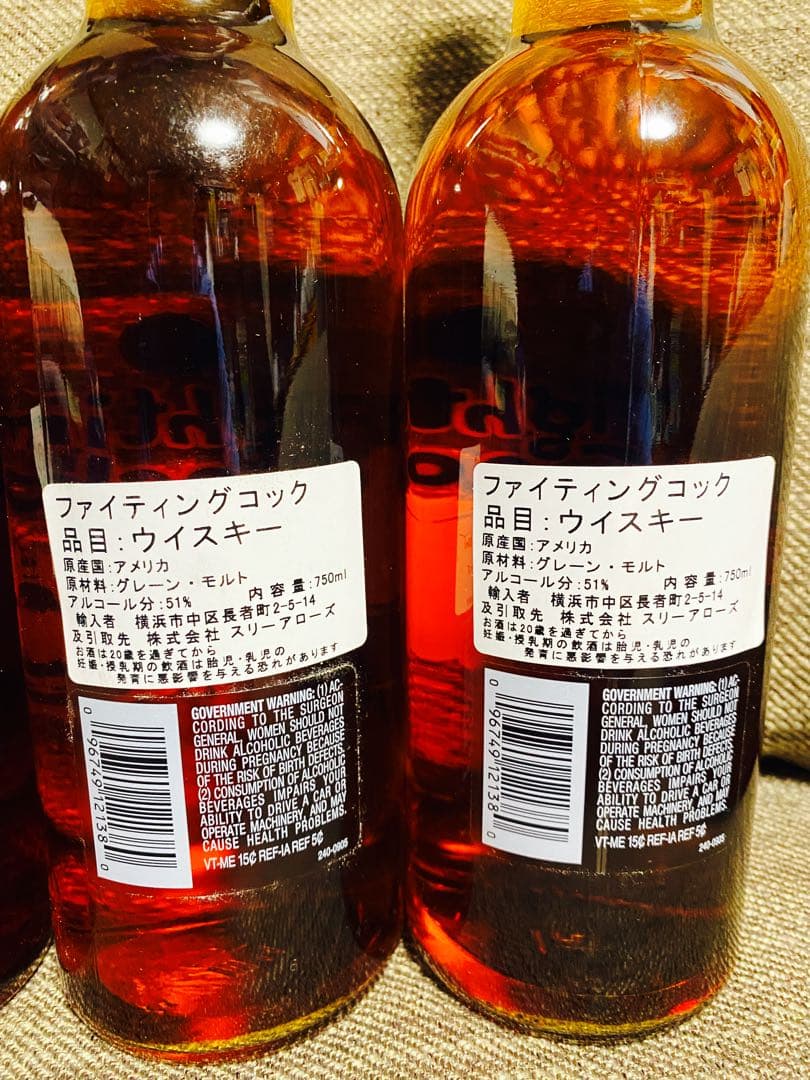 ファイティングコック
品目:ウイスキー
原産国:アメリカ
原材料:グレーン・モルト
アルコール分:51% 内容量:750ml
輸入者 横浜市中区長者町2-5-14
及引取先 株式会社 スリーアローズ
お酒は20歳を過ぎてから
妊娠・授乳期の飲酒は胎児・乳児の
発育に悪影響を与える恐れがあります
0 96749 12138 0
GOVERNMENT WARNING: (1) AC-
CORDING TO THE SURGEON
GENERAL, WOMEN SHOULD NOT
DRINK ALCOHOLIC BEVERAGES
DURING PREGNANCY BECAUSE
OF THE RISK OF BIRTH DEFECTS.
(2) CONSUMPTION OF ALCOHOLIC
BEVERAGES IMPAIRS YOUR
ABILITY TO DRIVE A CAR OR
OPERATE MACHINERY, AND MAY
CAUSE HEALTH PROBLEMS.
VT-ME 15¢ REF-IA REF 5¢
240-0905
ファイティングコック
品目:ウイスキー
原産国:アメリカ
原材料:グレーン・モルト
アルコール分:51% 内容量:750ml
輸入者 横浜市中区長者町2-5-14
及引取先 株式会社 スリーアローズ
お酒は20歳を過ぎてから
妊娠・授乳期の飲酒は胎児・乳児の
発育に悪影響を与える恐れがあります
0 96749 12138 0
GOVERNMENT WARNING: (1) AC-
CORDING TO THE SURGEON
GENERAL, WOMEN SHOULD NOT
DRINK ALCOHOLIC BEVERAGES
DURING PREGNANCY BECAUSE
OF THE RISK OF BIRTH DEFECTS.
(2) CONSUMPTION OF ALCOHOLIC
BEVERAGES IMPAIRS YOUR
ABILITY TO DRIVE A CAR OR
OPERATE MACHINERY, AND MAY
CAUSE HEALTH PROBLEMS.
VT-ME 15¢ REF-IA REF 5¢
240-0905